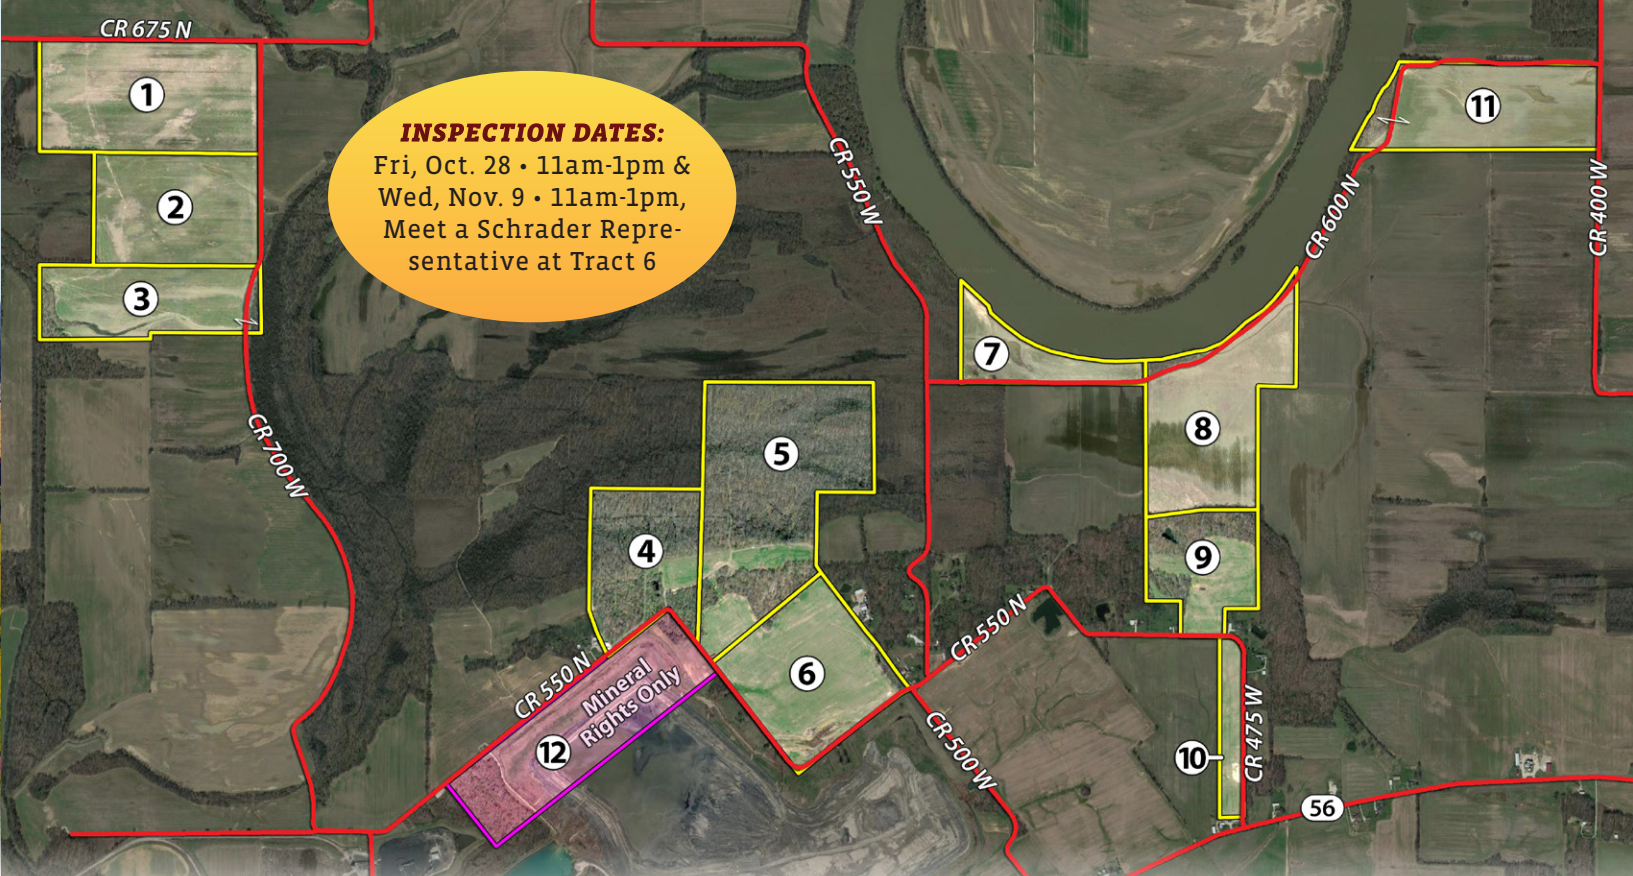 CR 675 N
1
11
INSPECTION DATES:
Fri, Oct. 28 • 11am-1pm &
Wed, Nov. 9 • 11am-1pm,
Meet a Schrader Repre-
sentative at Tract 6
CR 550 W
2
CR 600 N
CR 400 W
3
7
8
CR 700 W
5
4
9
CR 550 N
CR 550 N
6
Mineral
Rights Only
12
CR 500 W
10
CR 475 W
56